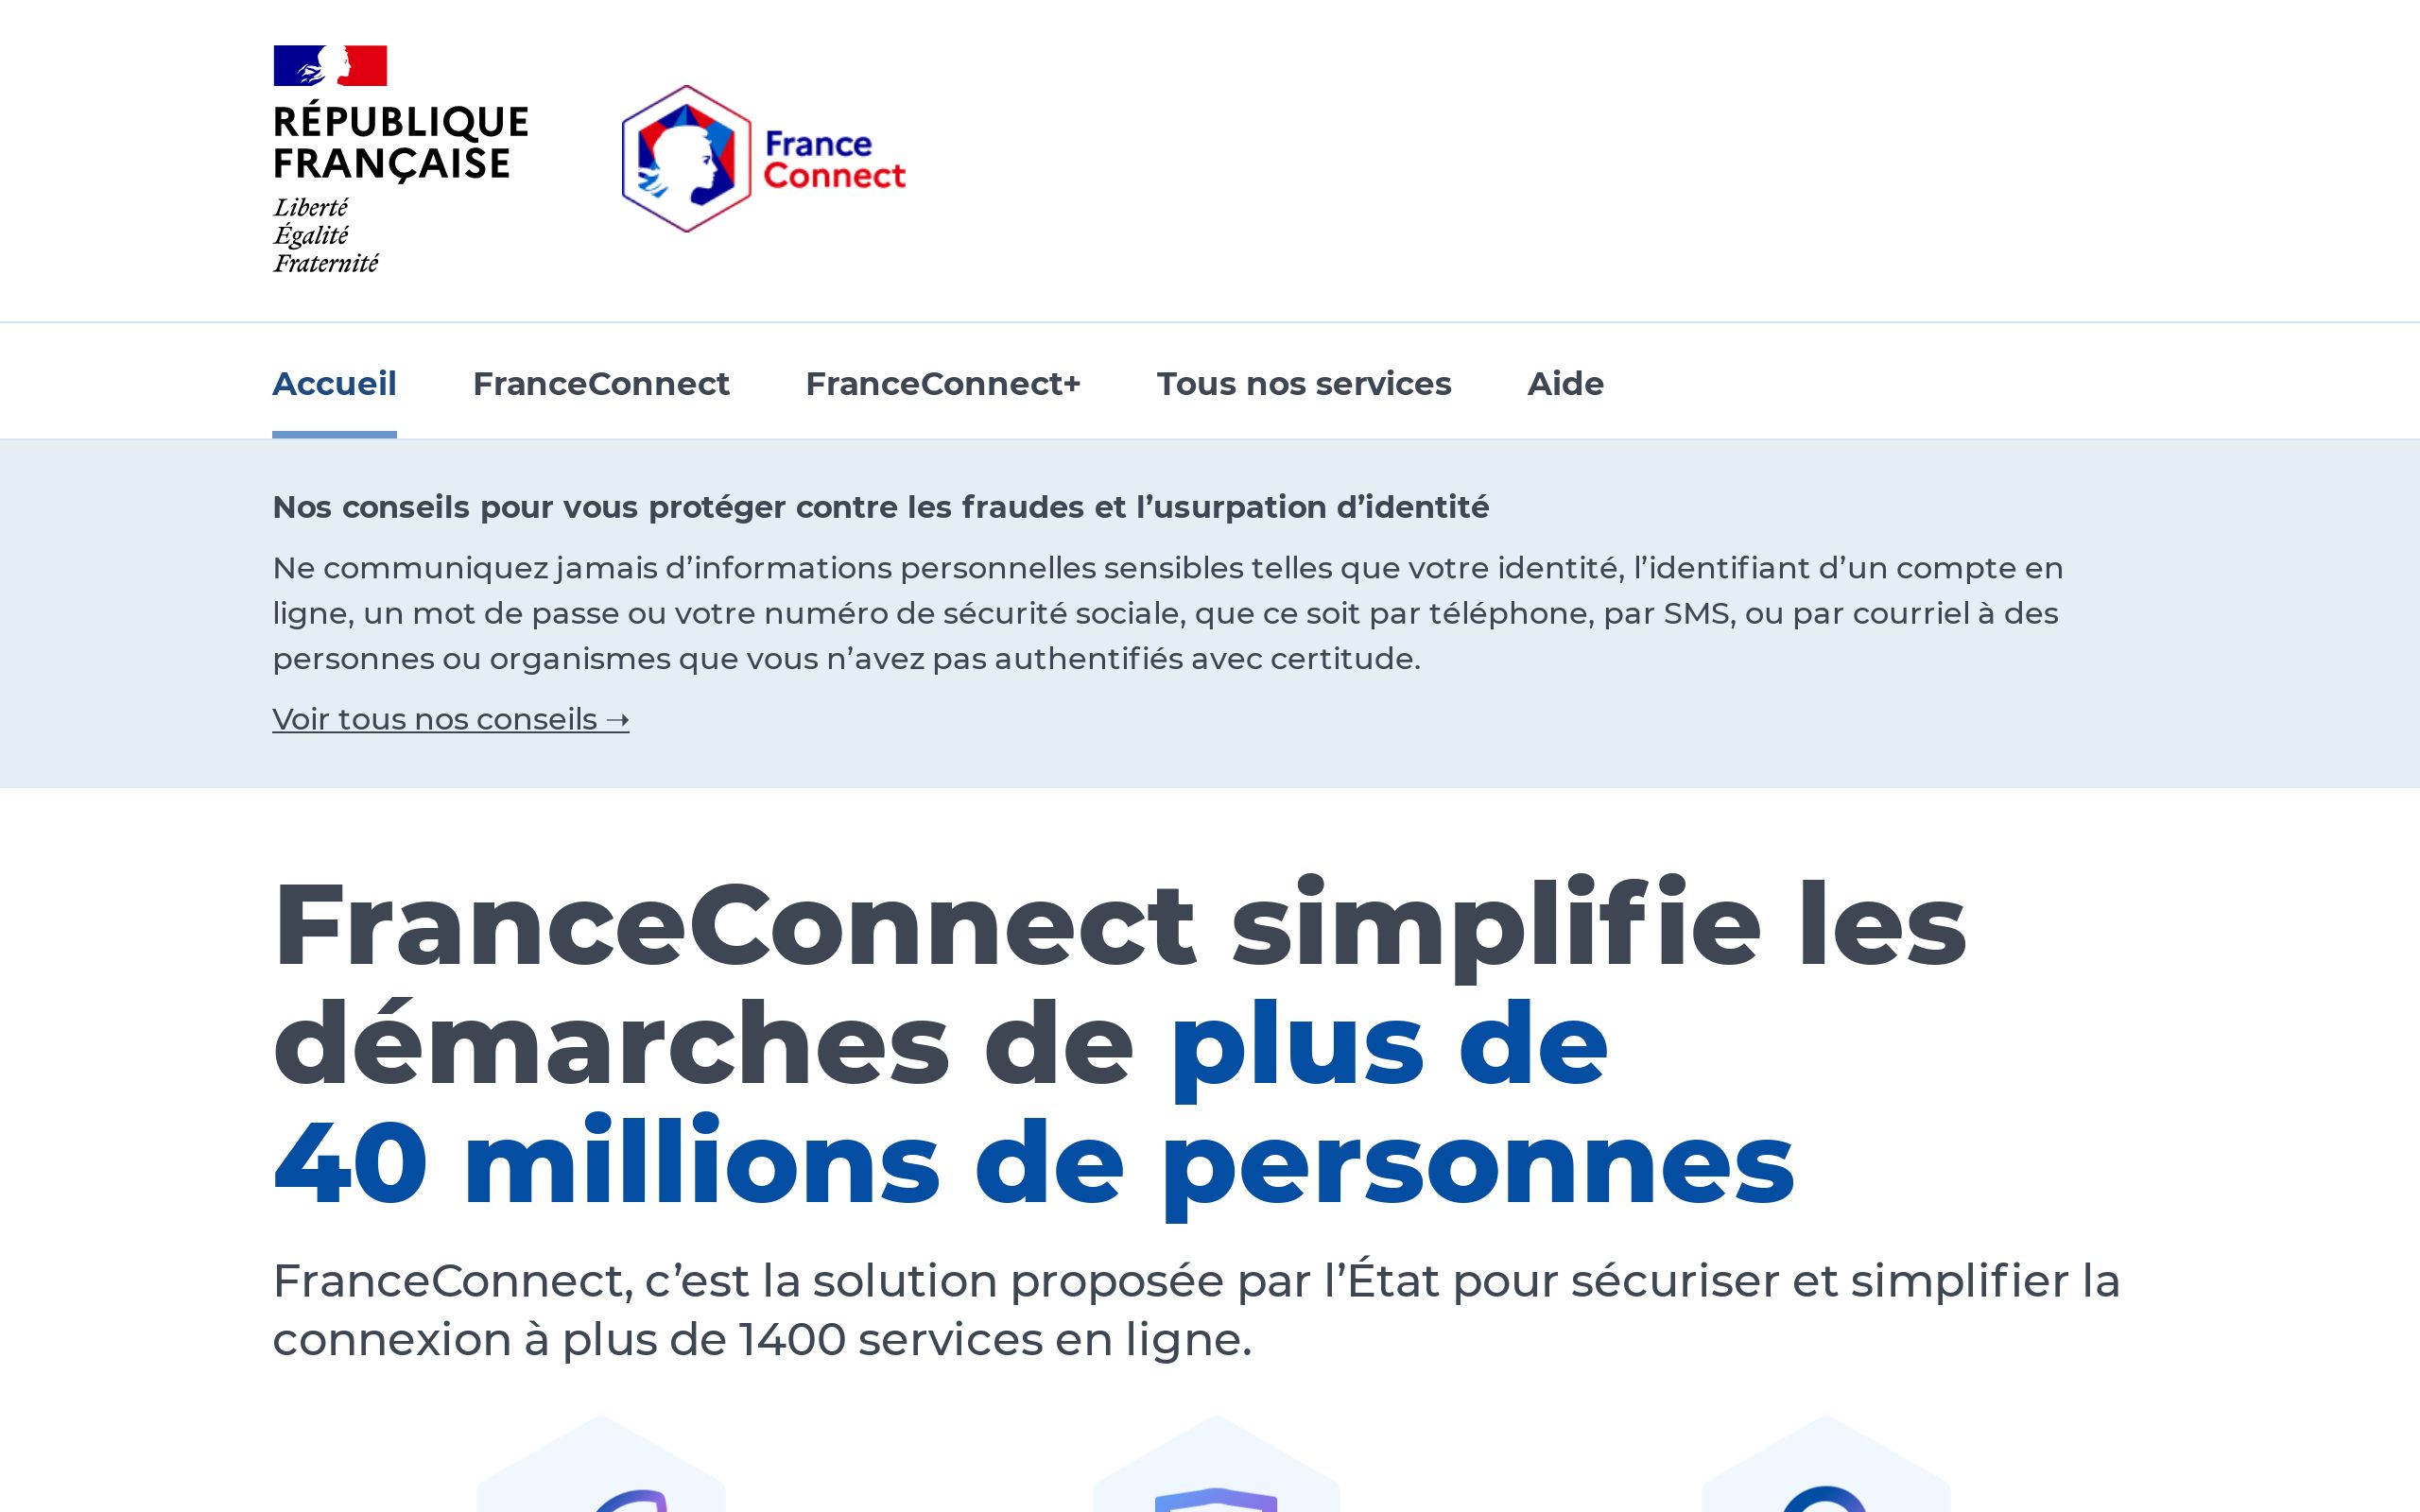 RÉPUBLIQUE
FRANÇAISE
Liberté
Égalité
Fraternité
France
Connect
Accueil FranceConnect FranceConnect+ Tous nos services Aide
Nos conseils pour vous protéger contre les fraudes et l’usurpation d’identité
Ne communiquez jamais d’informations personnelles sensibles telles que votre identité, l’identifiant d’un compte en
ligne, un mot de passe ou votre numéro de sécurité sociale, que ce soit par téléphone, par SMS, ou par courriel à des
personnes ou organismes que vous n’avez pas authentifiés avec certitude.
Voir tous nos conseils →
FranceConnect simplifie les
démarches de plus de
40 millions de personnes
FranceConnect, c’est la solution proposée par l’État pour sécuriser et simplifier la
connexion à plus de 1400 services en ligne.